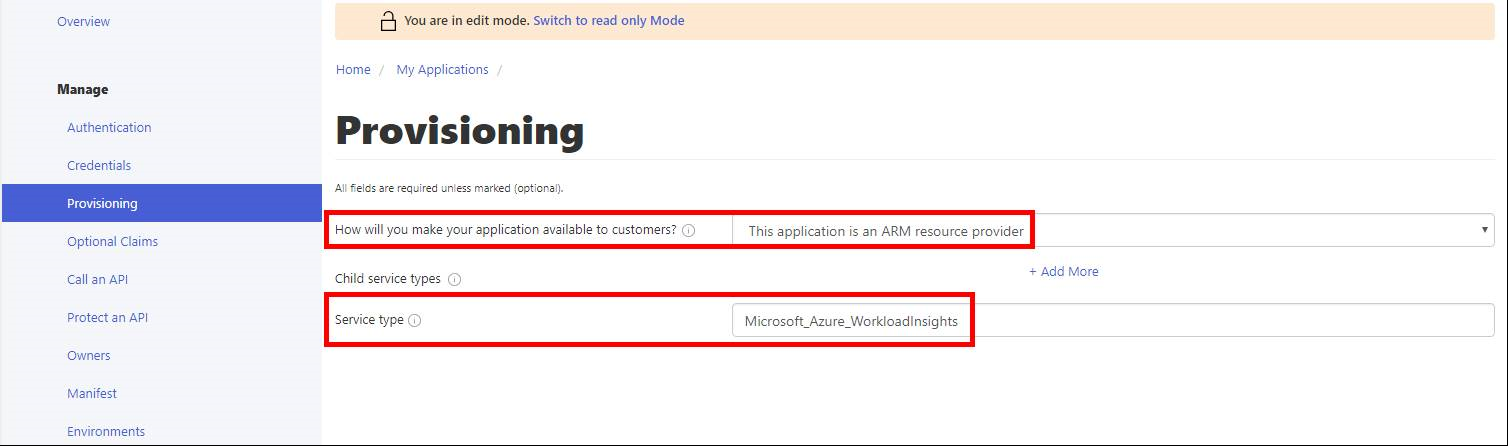 Overview
Manage
Authentication
Credentials
Provisioning
Optional Claims
Call an API
Protect an API
Owners
Manifest
Environments
You are in edit mode. Switch to read only Mode
Home / My Applications /
Provisioning
All fields are required unless marked (optional).
How will you make your application available to customers? This application is an ARM resource provider
Child service types + Add More
Service type Microsoft_Azure_WorkloadInsights